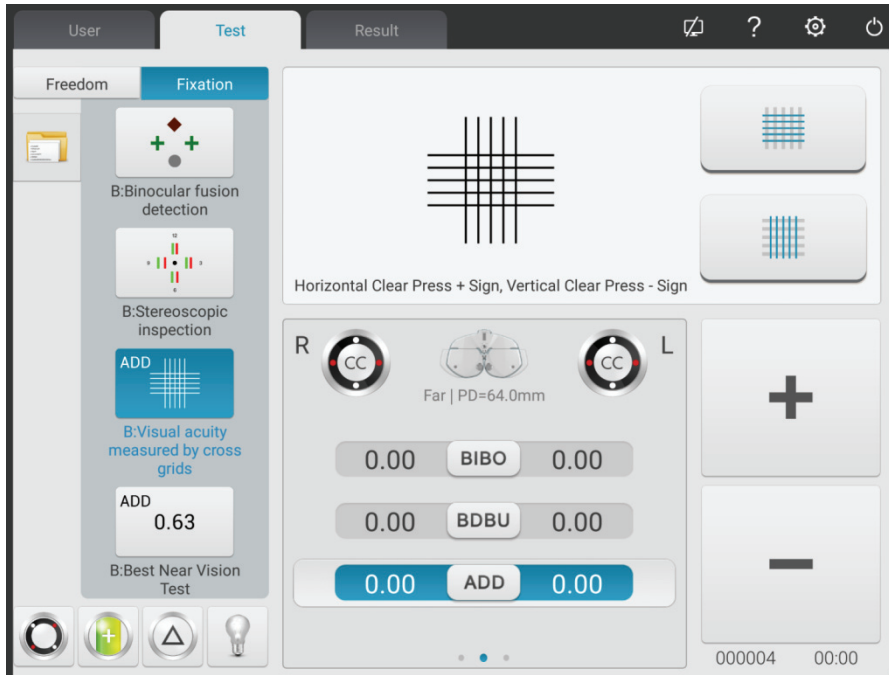 User
Test
Result
?
Freedom
Fixation
B:Binocular fusion
detection
12
9
3
6
B:Stereoscopic
inspection
ADD
B:Visual acuity
measured by cross
grids
ADD
0.63
B:Best Near Vision
Test
Horizontal Clear Press + Sign, Vertical Clear Press - Sign
R
CC
CC
L
Far | PD=64.0mm
0.00 BIBO 0.00
0.00 BDBU 0.00
0.00 ADD 0.00
+
−
000004 00:00